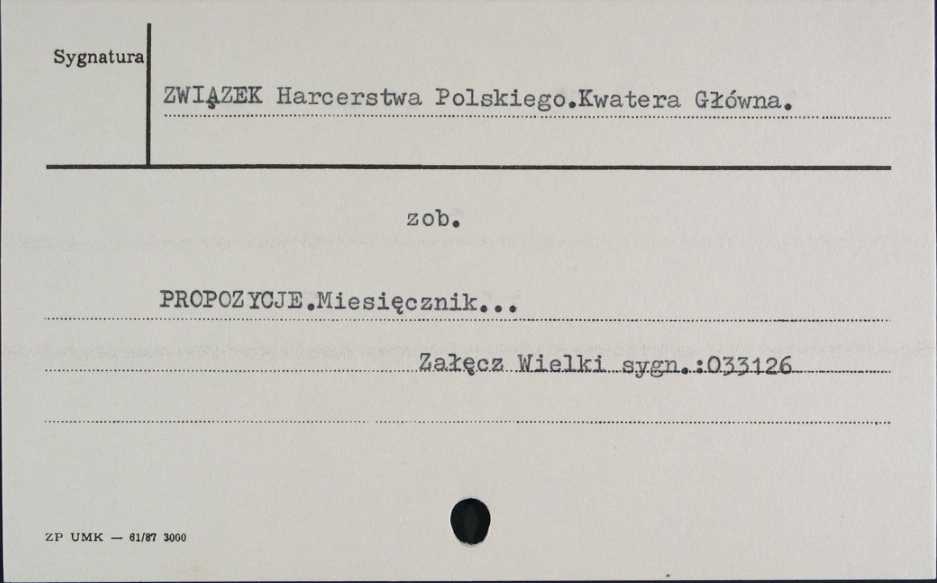 Sygnatura
ZWIĄZEK Harcerstwa Polskiego.Kwatera Główna.
zob.
PROPOZYCJE.Miesięcznik...
Załęcz Wielki sygn.:033126
ZP UMK — 61/87 3000